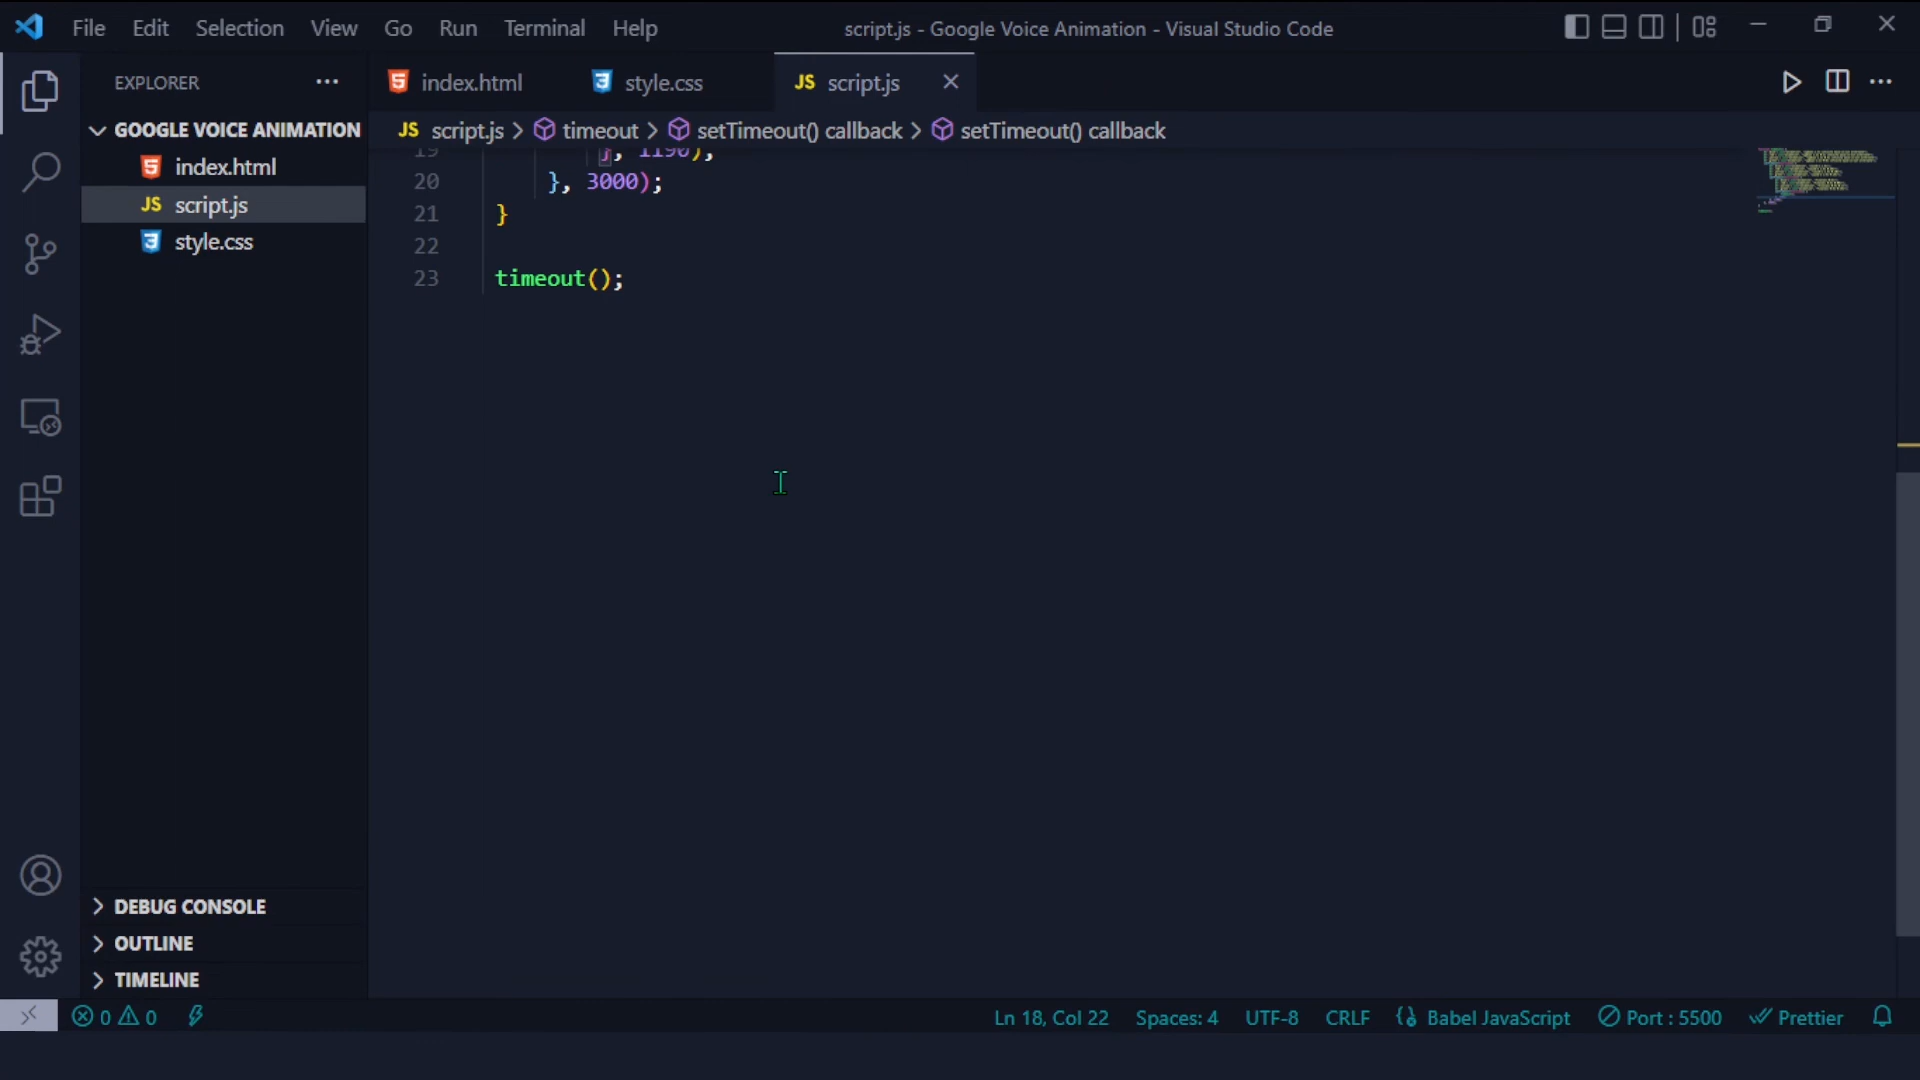 File Edit Selection View Go Run Terminal Help
script.js - Google Voice Animation - Visual Studio Code
EXPLORER
index.html
style.css
JS script.js
GOOGLE VOICE ANIMATION
JS script.js > timeout > setTimeout() callback > setTimeout() callback
index.html
JS script.js
style.css
19 }, 1190);
20 }, 3000);
21 }
22
23 timeout();
DEBUG CONSOLE
OUTLINE
TIMELINE
0 0
Ln 18, Col 22 Spaces: 4 UTF-8 CRLF Babel JavaScript Port : 5500 Prettier